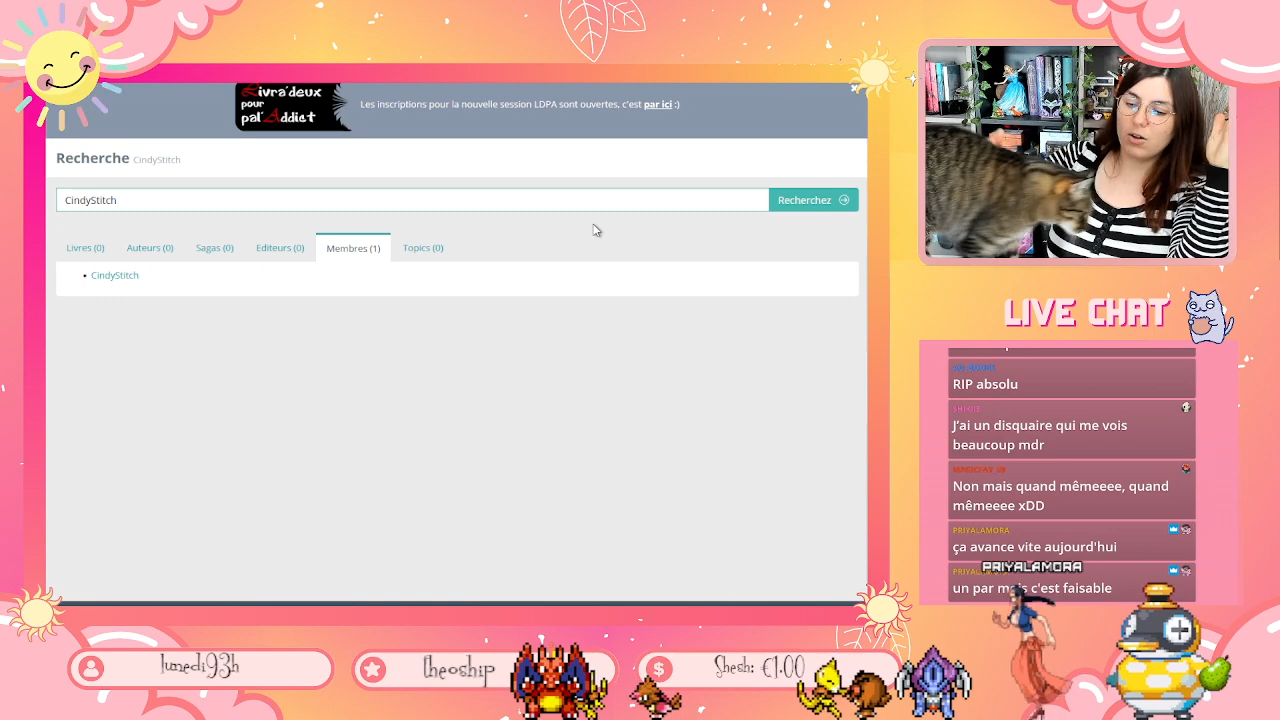 Livra'deux
pour
pal'Addict
Les inscriptions pour la nouvelle session LDPA sont ouvertes, c'est par ici :)
Recherche CindyStitch
CindyStitch
Recherchez
Livres (0)
Auteurs (0)
Sagas (0)
Editeurs (0)
Membres (1)
Topics (0)
CindyStitch
LIVE CHAT
RIP absolu
J'ai un disquaire qui me vois
beaucoup mdr
Non mais quand mêmeeee, quand
mêmeeee xDD
PRIYALAMORA
ça avance vite aujourd'hui
PRIYALAMORA
un par mois c'est faisable
lunedi93h
theoship
Shesh: €1.00